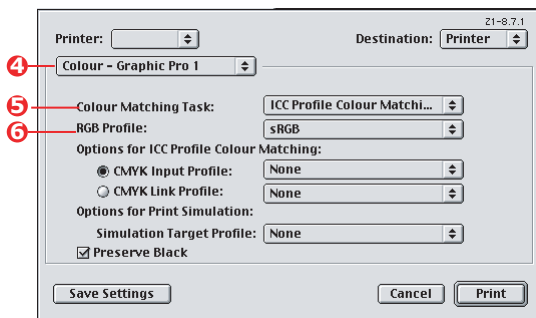 Z1-8.7.1
Printer: Destination: Printer
4 Colour - Graphic Pro 1
5 Colour Matching Task: ICC Profile Colour Matchi...
6 RGB Profile: sRGB
Options for ICC Profile Colour Matching:
CMYK Input Profile: None
CMYK Link Profile: None
Options for Print Simulation:
Simulation Target Profile: None
Preserve Black
Save Settings Cancel Print